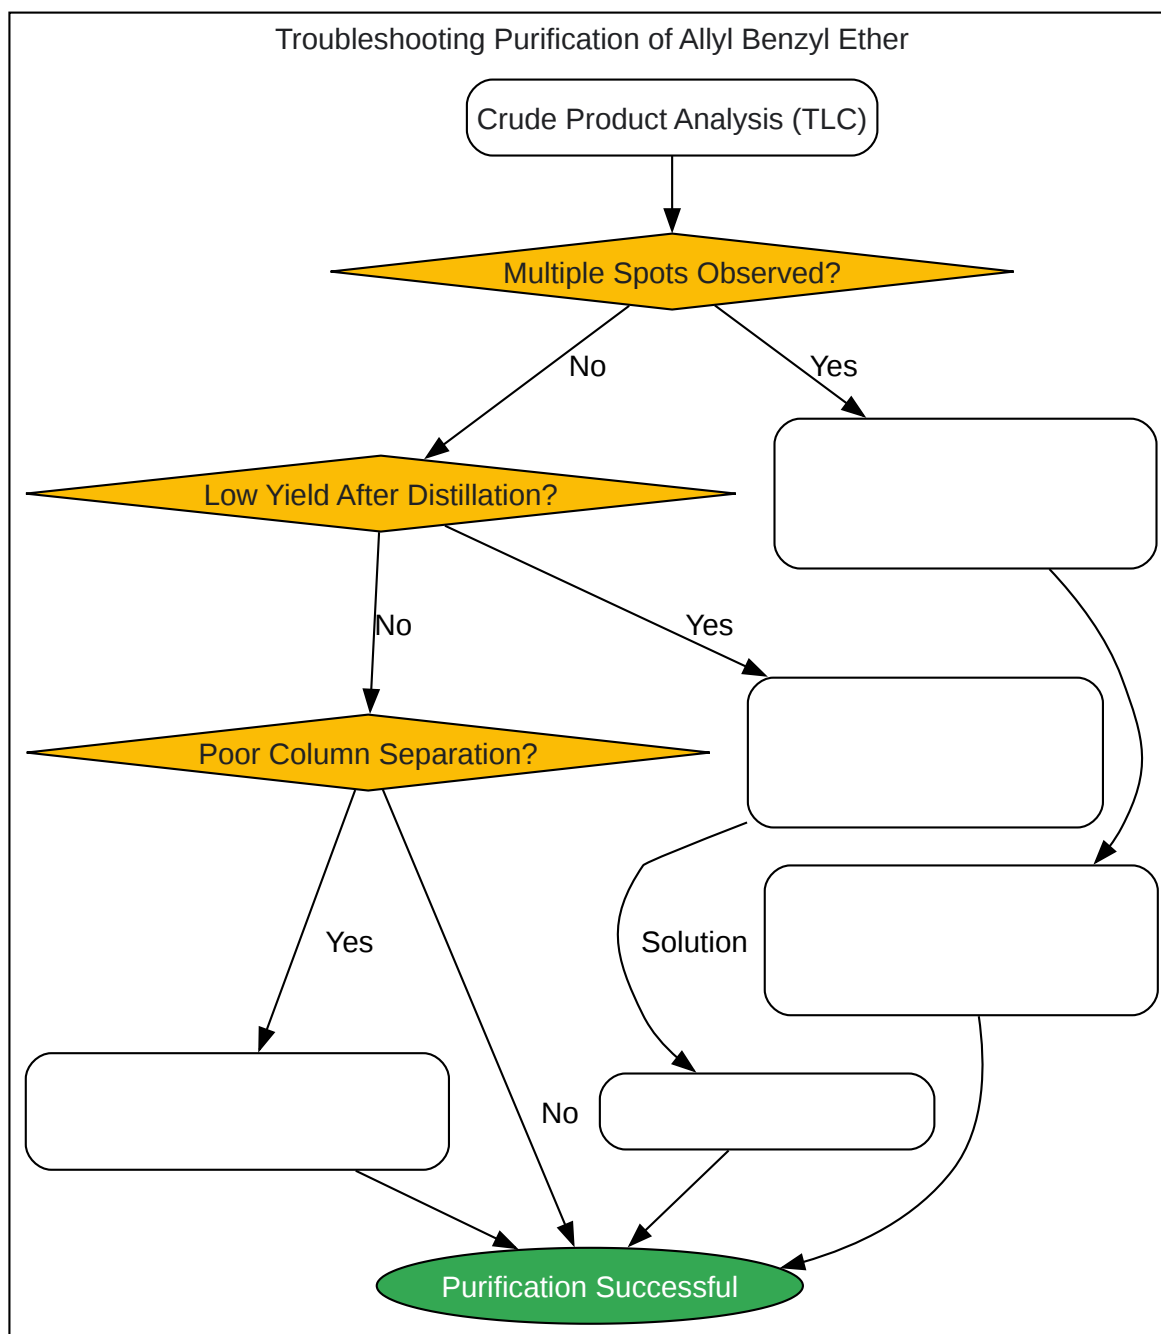 Troubleshooting Purification of Allyl Benzyl Ether
Crude Product Analysis (TLC)
Multiple Spots Observed?
No
Yes
Low Yield After Distillation?
No
Yes
Poor Column Separation?
Yes
Solution
No
Purification Successful